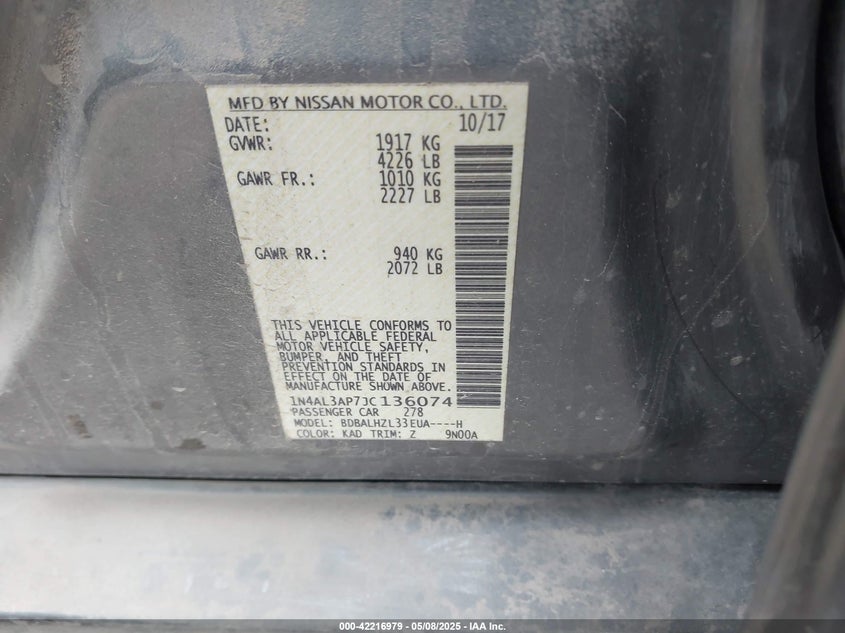 MFD BY NISSAN MOTOR CO., LTD.
DATE: 10/17
GVWR: 1917 KG
4226 LB
GAWR FR.: 1010 KG
2227 LB
GAWR RR.: 940 KG
2072 LB
THIS VEHICLE CONFORMS TO
ALL APPLICABLE FEDERAL
MOTOR VEHICLE SAFETY,
BUMPER, AND THEFT
PREVENTION STANDARDS IN
EFFECT ON THE DATE OF
MANUFACTURE SHOWN ABOVE.
1N4AL3AP7JC136074
PASSENGER CAR 278
MODEL: BDBALHZL33EUA----H
COLOR: KAD TRIM: Z 9N00A
000-42216979 - 05/08/2025 - IAA Inc.